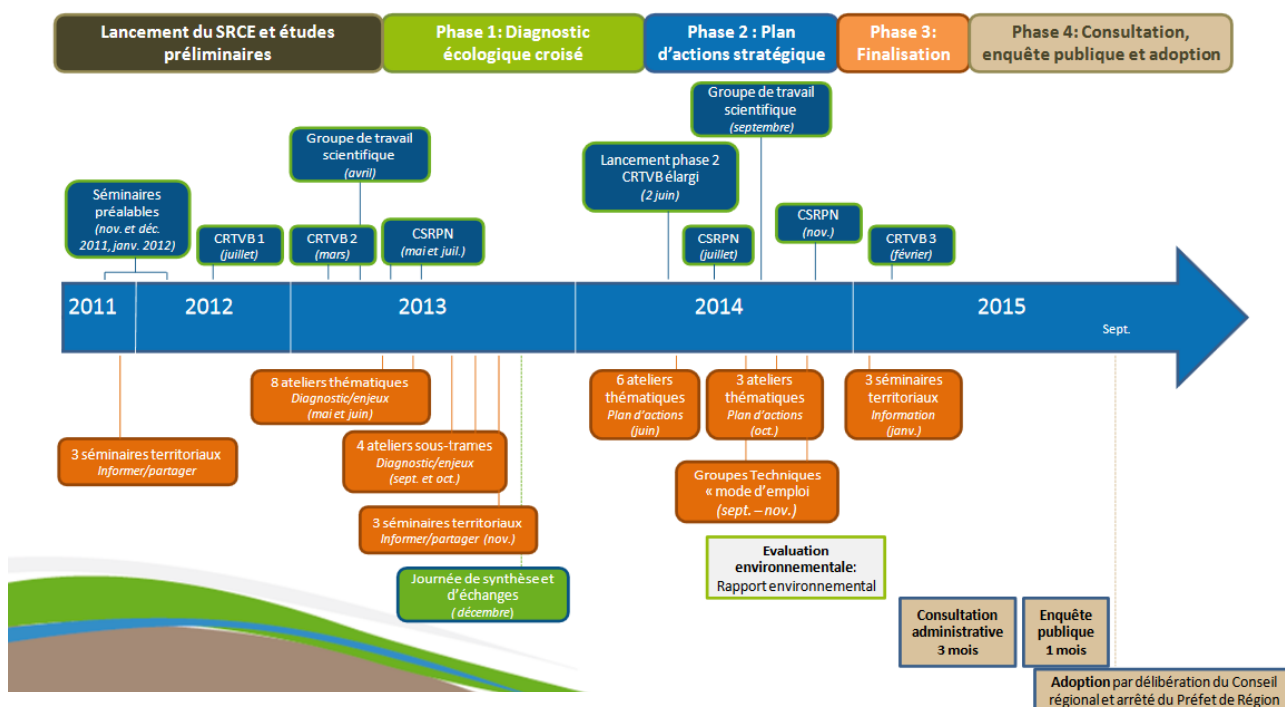 Lancement du SRCE et études
préliminaires
Phase 1: Diagnostic
écologique croisé
Phase 2 : Plan
d'actions stratégique
Phase 3:
Finalisation
Phase 4: Consultation,
enquête publique et adoption
Séminaires
préalables
(nov. et déc.
2011, janv. 2012)
CRTVB 1
(juillet)
Groupe de travail
scientifique
(avril)
CRTVB 2
(mars)
CSRPN
(mai et juil.)
Lancement phase 2
CRTVB élargi
(2 juin)
Groupe de travail
scientifique
(septembre)
CSRPN
(juillet)
CSRPN
(nov.)
CRTVB 3
(février)
2011
2012
2013
2014
2015
Sept.
3 séminaires territoriaux
Informer/partager
8 ateliers thématiques
Diagnostic/enjeux
(mai et juin)
4 ateliers sous-trames
Diagnostic/enjeux
(sept. et oct.)
3 séminaires territoriaux
Informer/partager (nov.)
Journée de synthèse et
d'échanges
( décembre)
6 ateliers
thématiques
Plan d'actions
(juin)
3 ateliers
thématiques
Plan d'actions
(oct.)
Groupes Techniques
« mode d'emploi
(sept. – nov.)
3 séminaires
territoriaux
Information
(janv.)
Evaluation
environnementale:
Rapport environnemental
Consultation
administrative
3 mois
Enquête
publique
1 mois
Adoption par délibération du Conseil
régional et arrêté du Préfet de Région